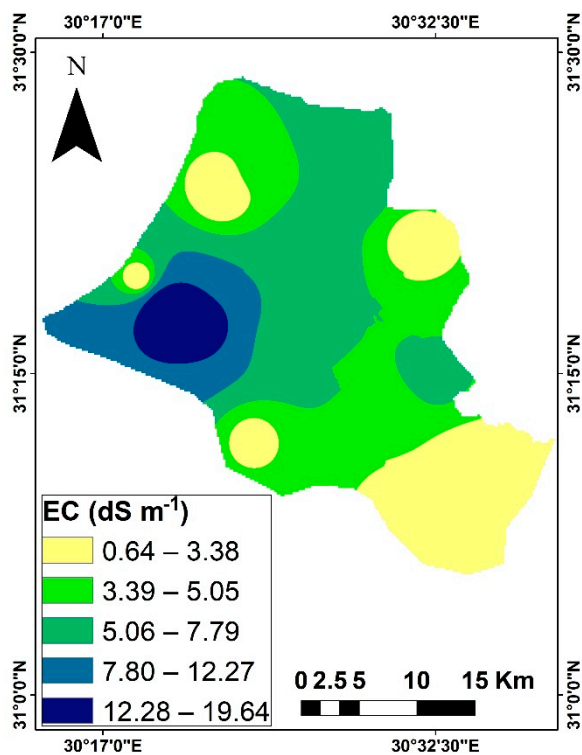 30°17'0"E 30°32'30"E
31°30'0"N 31°30'0"N
N
31°15'0"N 31°15'0"N
EC (dS m⁻¹)
0.64 – 3.38
3.39 – 5.05
5.06 – 7.79
7.80 – 12.27
12.28 – 19.64
0 2.5 5 10 15 Km
31°0'0"N 31°0'0"N
30°17'0"E 30°32'30"E